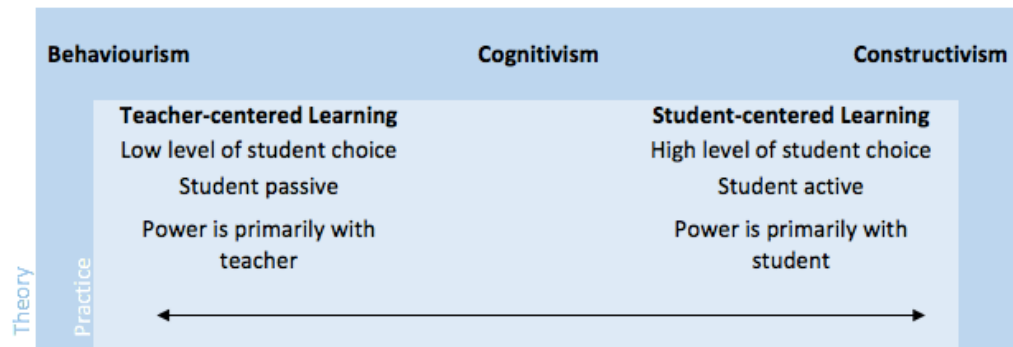 Behaviourism Cognitivism Constructivism
Teacher-centered Learning
Low level of student choice
Student passive
Power is primarily with
teacher
Student-centered Learning
High level of student choice
Student active
Power is primarily with
student
Theory
Practice